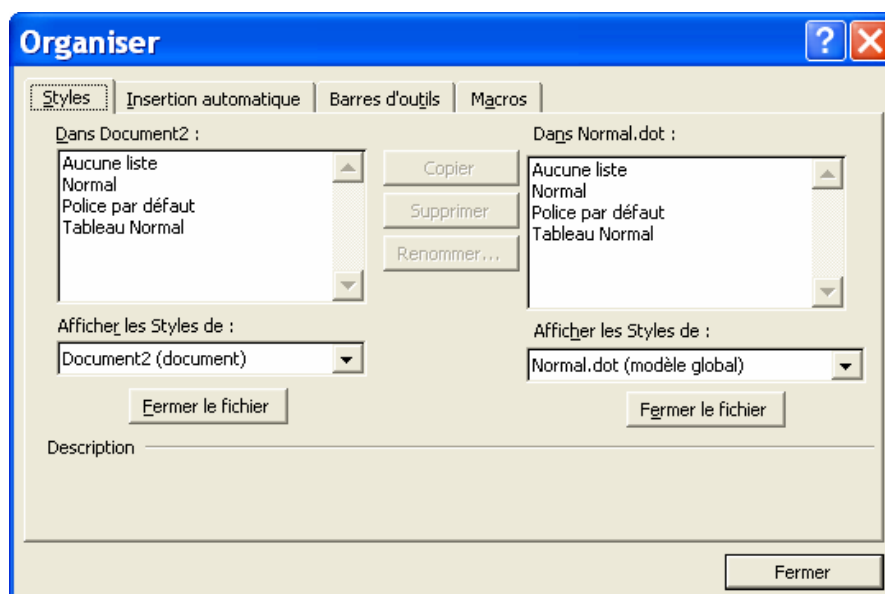 Organiser
?
Styles Insertion automatique Barres d'outils Macros
Dans Document2 :
Aucune liste
Normal
Police par défaut
Tableau Normal
Copier
Supprimer
Renommer...
Dans Normal.dot :
Aucune liste
Normal
Police par défaut
Tableau Normal
Afficher les Styles de :
Document2 (document)
Fermer le fichier
Afficher les Styles de :
Normal.dot (modèle global)
Fermer le fichier
Description
Fermer